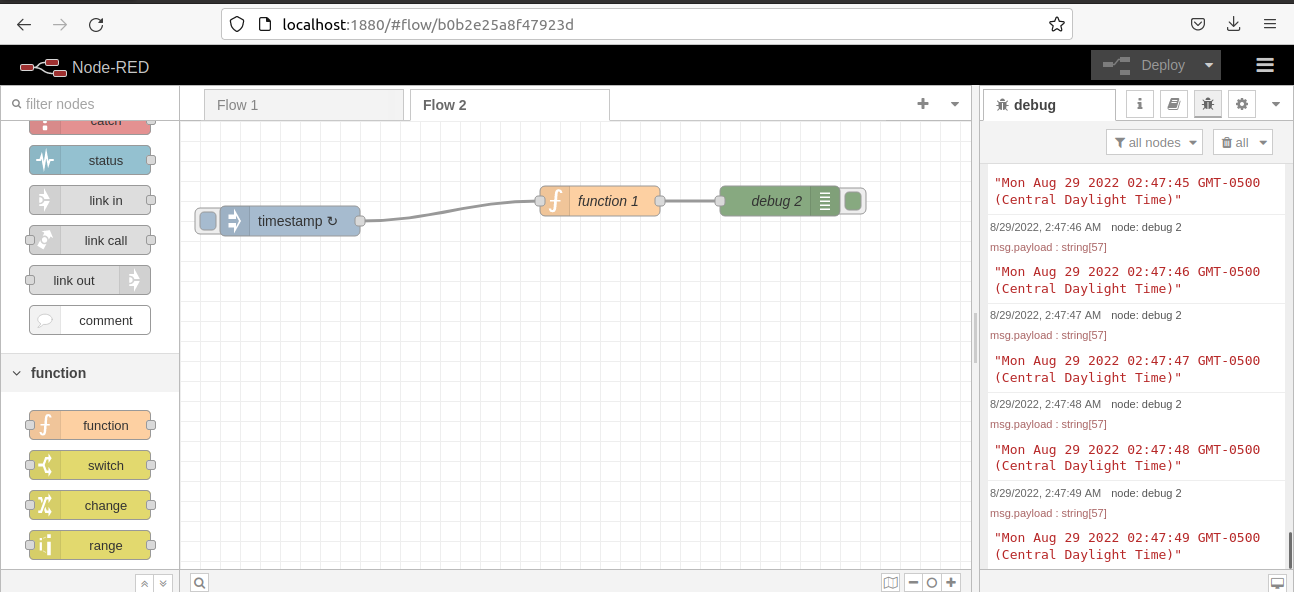 localhost:1880/#flow/b0b2e25a8f47923d
Node-RED
Deploy
filter nodes
Flow 1
Flow 2
debug
i
all nodes
all
catch
status
link in
link call
link out
comment
function
function
switch
change
range
timestamp ↻
function 1
debug 2
"Mon Aug 29 2022 02:47:45 GMT-0500
(Central Daylight Time)"
8/29/2022, 2:47:46 AM node: debug 2
msg.payload : string[57]
"Mon Aug 29 2022 02:47:46 GMT-0500
(Central Daylight Time)"
8/29/2022, 2:47:47 AM node: debug 2
msg.payload : string[57]
"Mon Aug 29 2022 02:47:47 GMT-0500
(Central Daylight Time)"
8/29/2022, 2:47:48 AM node: debug 2
msg.payload : string[57]
"Mon Aug 29 2022 02:47:48 GMT-0500
(Central Daylight Time)"
8/29/2022, 2:47:49 AM node: debug 2
msg.payload : string[57]
"Mon Aug 29 2022 02:47:49 GMT-0500
(Central Daylight Time)"